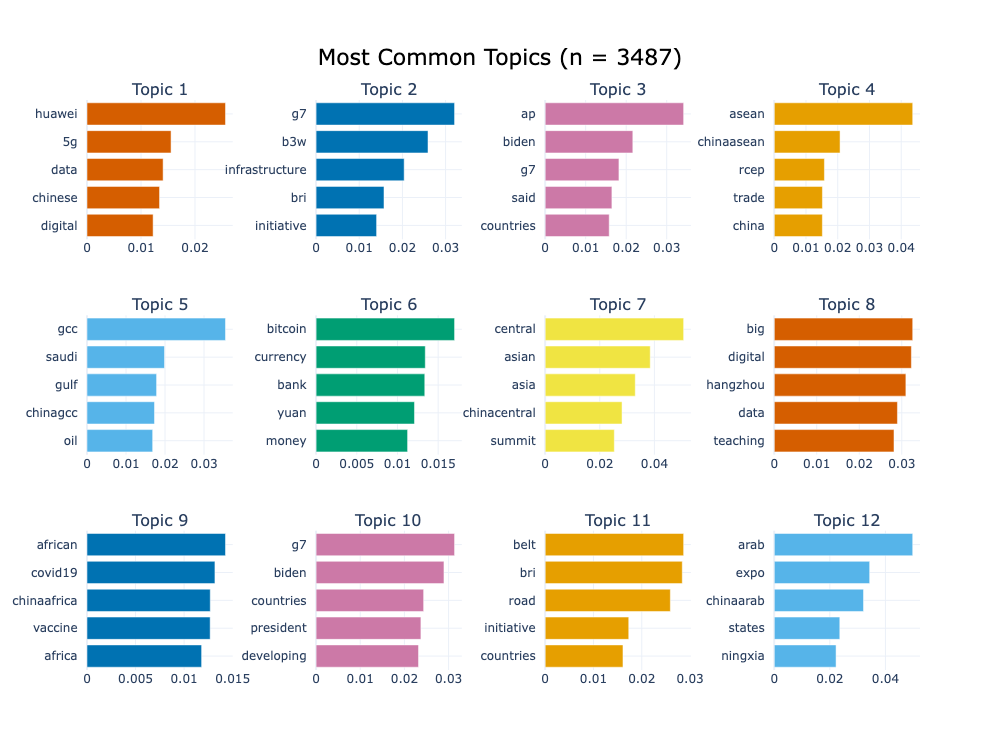 Most Common Topics (n = 3487)
Topic 1
huawei
5g
data
chinese
digital
0 0.01 0.02
Topic 2
g7
b3w
infrastructure
bri
initiative
0 0.01 0.02 0.03
Topic 3
ap
biden
g7
said
countries
0 0.01 0.02 0.03
Topic 4
asean
chinaasean
rcep
trade
china
0 0.01 0.02 0.03 0.04
Topic 5
gcc
saudi
gulf
chinagcc
oil
0 0.01 0.02 0.03
Topic 6
bitcoin
currency
bank
yuan
money
0 0.005 0.01 0.015
Topic 7
central
asian
asia
chinacentral
summit
0 0.02 0.04
Topic 8
big
digital
hangzhou
data
teaching
0 0.01 0.02 0.03
Topic 9
african
covid19
chinaafrica
vaccine
africa
0 0.005 0.01 0.015
Topic 10
g7
biden
countries
president
developing
0 0.01 0.02 0.03
Topic 11
belt
bri
road
initiative
countries
0 0.01 0.02 0.03
Topic 12
arab
expo
chinaarab
states
ningxia
0 0.02 0.04